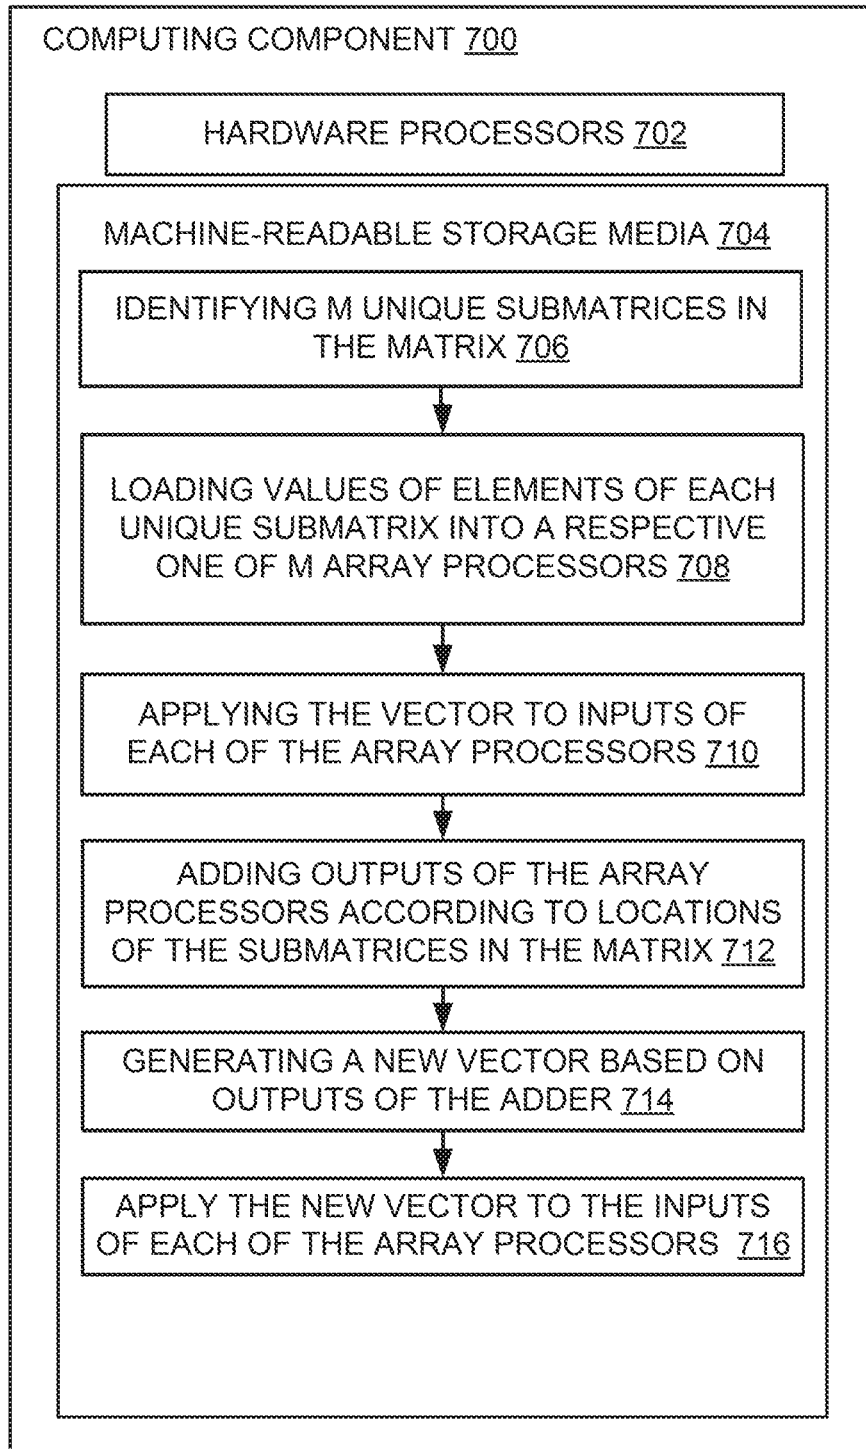 COMPUTING COMPONENT 700
HARDWARE PROCESSORS 702
MACHINE-READABLE STORAGE MEDIA 704
IDENTIFYING M UNIQUE SUBMATRICES IN
THE MATRIX 706
LOADING VALUES OF ELEMENTS OF EACH
UNIQUE SUBMATRIX INTO A RESPECTIVE
ONE OF M ARRAY PROCESSORS 708
APPLYING THE VECTOR TO INPUTS OF
EACH OF THE ARRAY PROCESSORS 710
ADDING OUTPUTS OF THE ARRAY
PROCESSORS ACCORDING TO LOCATIONS
OF THE SUBMATRICES IN THE MATRIX 712
GENERATING A NEW VECTOR BASED ON
OUTPUTS OF THE ADDER 714
APPLY THE NEW VECTOR TO THE INPUTS
OF EACH OF THE ARRAY PROCESSORS 716